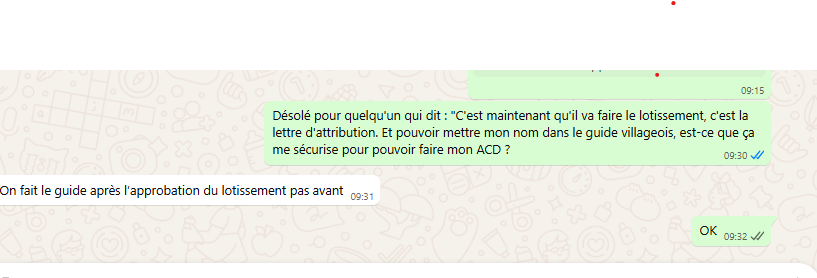 09:15
Désolé pour quelqu'un qui dit : "C'est maintenant qu'il va faire le lotissement, c'est la
lettre d'attribution. Et pouvoir mettre mon nom dans le guide villageois, est-ce que ça
me sécurise pour pouvoir faire mon ACD ?
09:30
On fait le guide après l'approbation du lotissement pas avant
09:31
OK
09:32